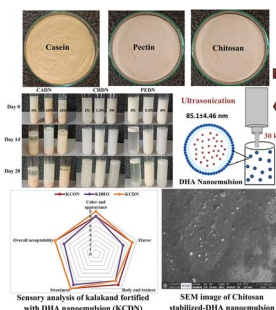 Casein
Pectin
Chitosan
CADN
CHDN
PEDN
Day 0
Day 14
Day 28
Ultrasonication
85.1±4.46 nm
DHA Nanoemulsion
KCON
KDHO
KCDN
Color and
appearance
Flavor
Body and texture
Sweetness
Overall acceptability
Sensory analysis of kalakand fortified
with DHA nanoemulsion (KCDN)
SEM image of Chitosan
stabilized-DHA nanoemulsion